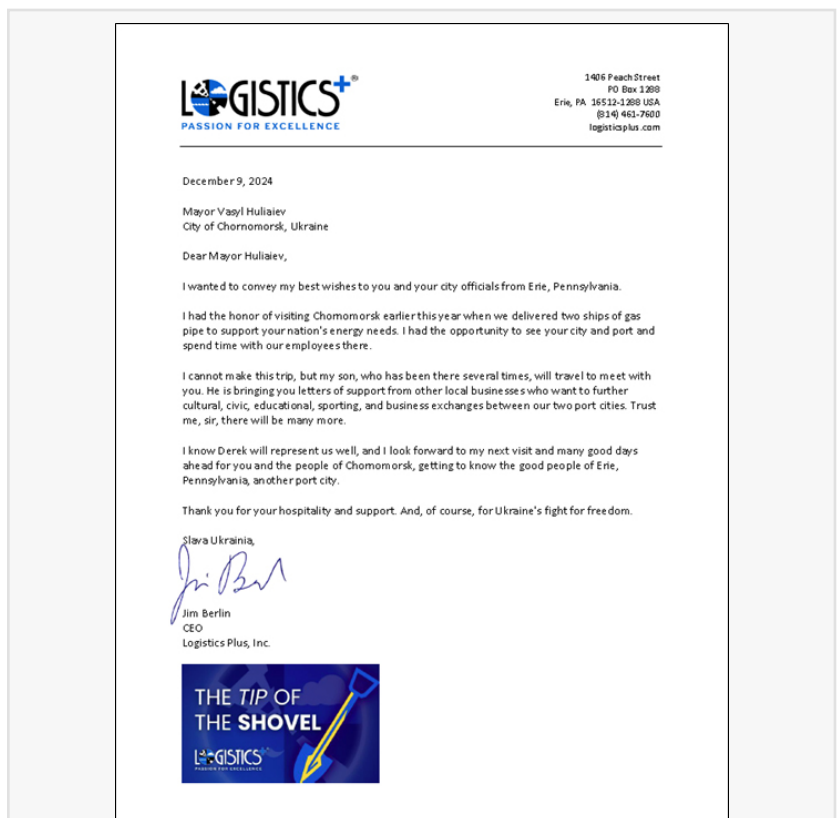 LOGISTICS+®
PASSION FOR EXCELLENCE
1406 Peach Street
PO Box 1288
Erie, PA 16512-1288 USA
(814) 461-7600
logisticsplus.com
December 9, 2024
Mayor Vasyl Huliaiev
City of Chornomorsk, Ukraine
Dear Mayor Huliaiev,
I wanted to convey my best wishes to you and your city officials from Erie, Pennsylvania.
I had the honor of visiting Chornomorsk earlier this year when we delivered two ships of gas
pipe to support your nation's energy needs. I had the opportunity to see your city and port and
spend time with our employees there.
I cannot make this trip, but my son, who has been there several times, will travel to meet with
you. He is bringing you letters of support from other local businesses who want to further
cultural, civic, educational, sporting, and business exchanges between our two port cities. Trust
me, sir, there will be many more.
I know Derek will represent us well, and I look forward to my next visit and many good days
ahead for you and the people of Chornomorsk, getting to know the good people of Erie,
Pennsylvania, another port city.
Thank you for your hospitality and support. And, of course, for Ukraine's fight for freedom.
Slava Ukrainia,
Jim Berlin
CEO
Logistics Plus, Inc.
THE TIP OF
THE SHOVEL
LOGISTICS+
PASSION FOR EXCELLENCE